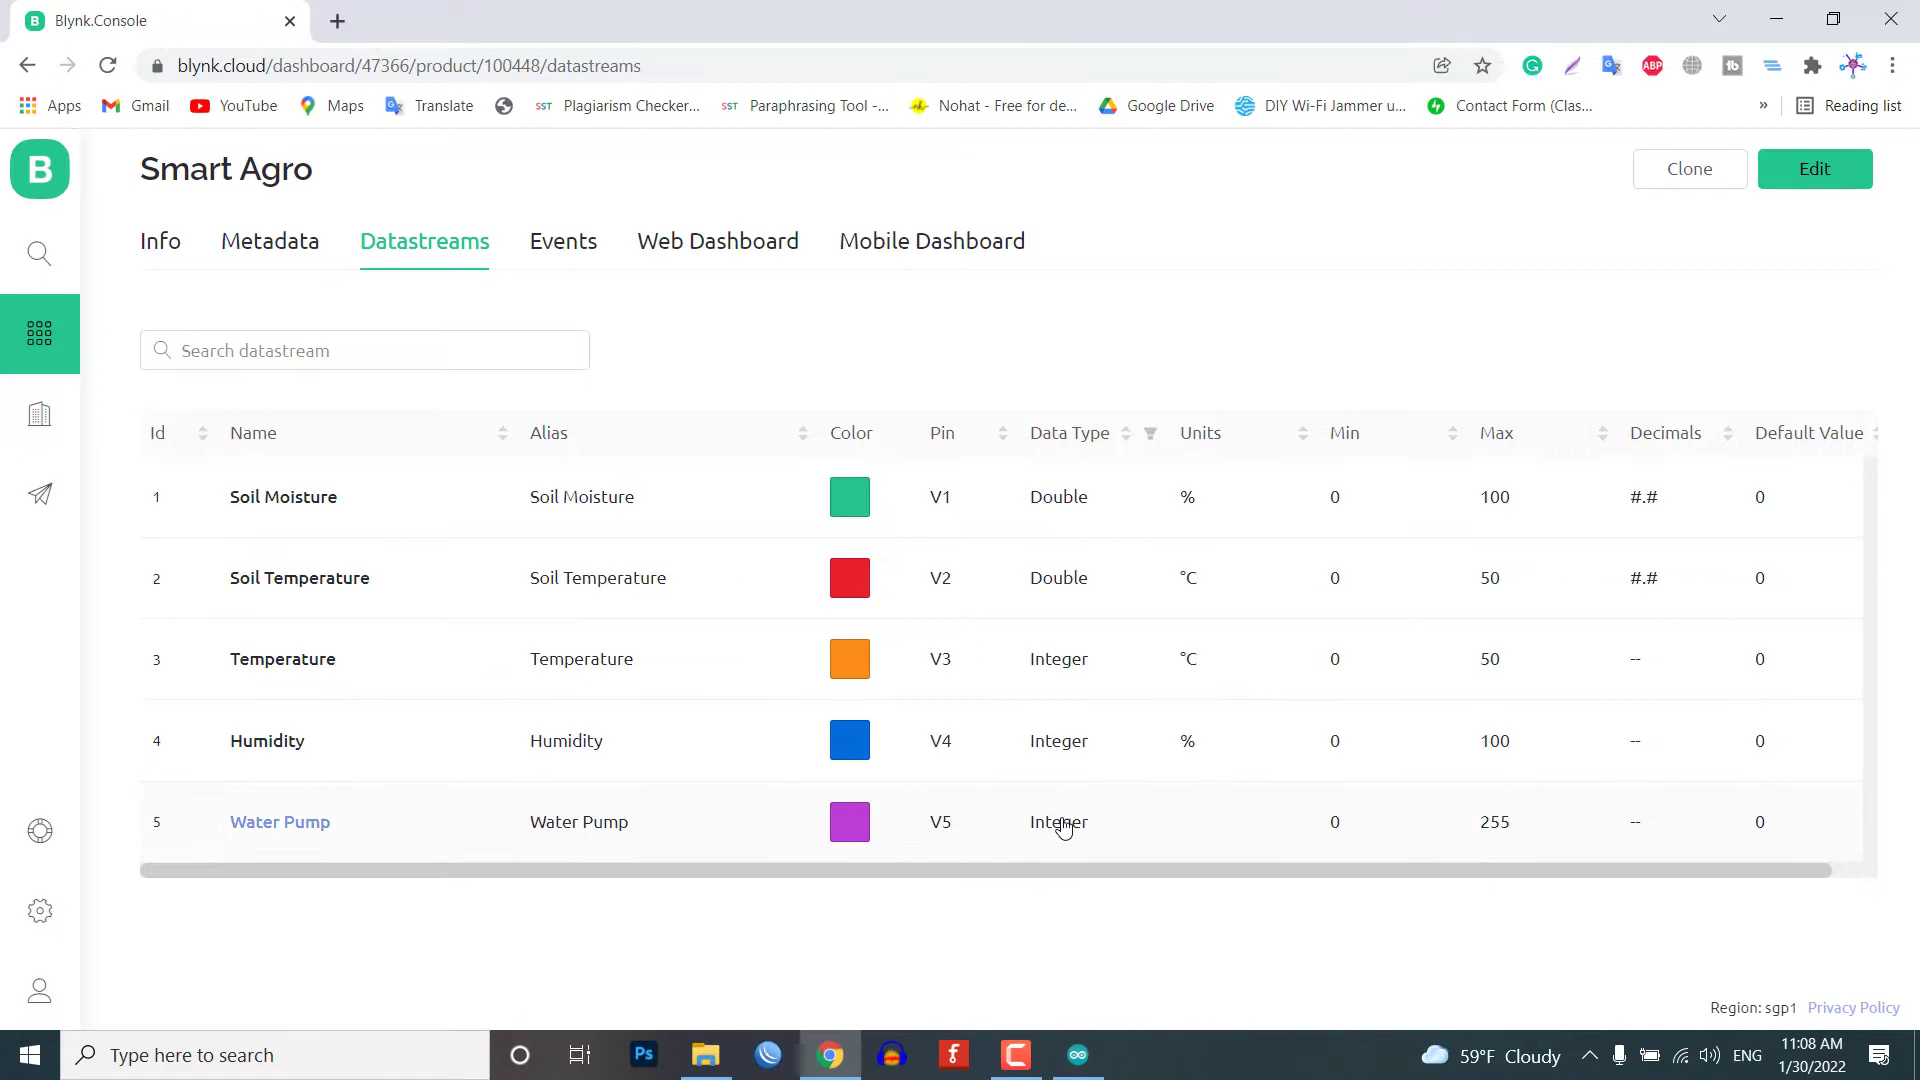 Blynk.Console
blynk.cloud/dashboard/47366/product/100448/datastreams
Apps Gmail YouTube Maps Translate SST Plagiarism Checker... SST Paraphrasing Tool -... Nohat - Free for de... Google Drive DIY Wi-Fi Jammer u... Contact Form (Clas... » Reading list
B Smart Agro Clone Edit
Info Metadata Datastreams Events Web Dashboard Mobile Dashboard
Search datastream
Id Name Alias Color Pin Data Type Units Min Max Decimals Default Value
1 Soil Moisture Soil Moisture V1 Double % 0 100 #.# 0
2 Soil Temperature Soil Temperature V2 Double °C 0 50 #.# 0
3 Temperature Temperature V3 Integer °C 0 50 -- 0
4 Humidity Humidity V4 Integer % 0 100 -- 0
5 Water Pump Water Pump V5 Integer 0 255 -- 0
Region: sgp1 Privacy Policy
Type here to search Ps 59°F Cloudy ENG 11:08 AM
1/30/2022